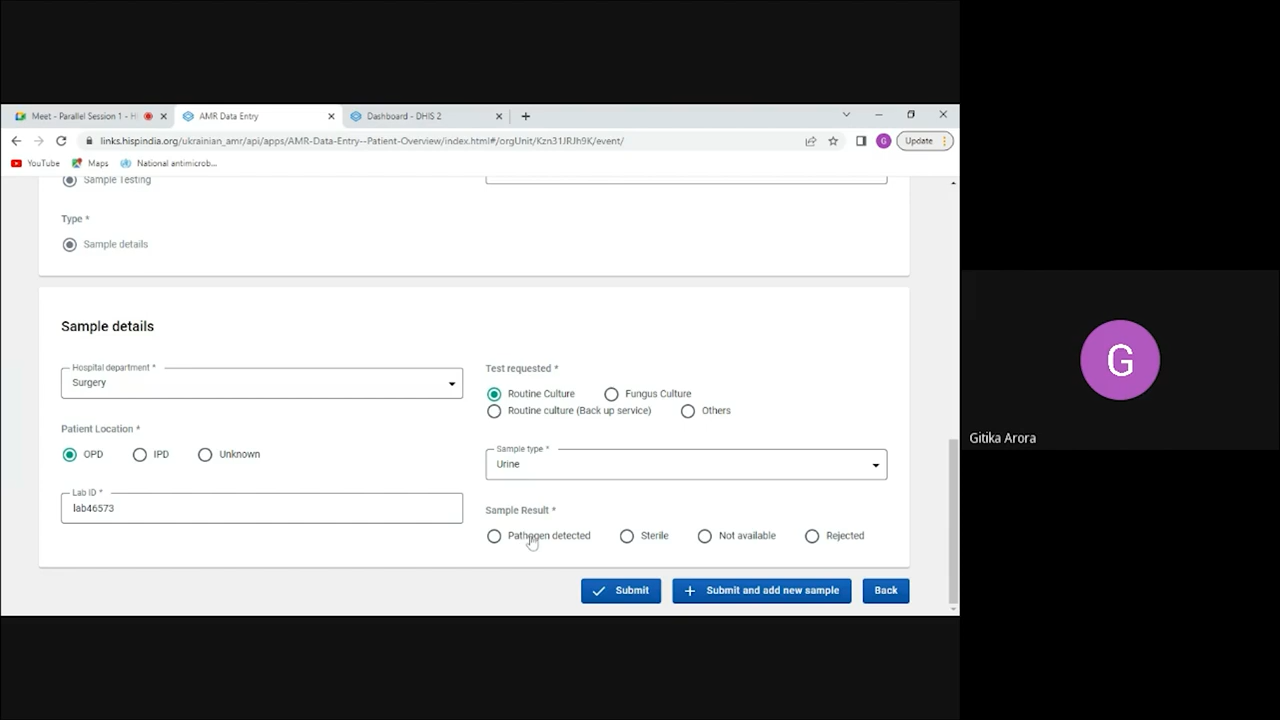 Meet - Parallel Session 1 - H
AMR Data Entry
Dashboard - DHIS 2
links.hispindia.org/ukrainian_amr/api/apps/AMR-Data-Entry--Patient-Overview/index.html#/orgUnit/Kzn31JRJh9K/event/
G
Update
YouTube
Maps
National antimicrob...
Sample Testing
Type *
Sample details
Sample details
Hospital department *
Surgery
Patient Location *
OPD IPD Unknown
Lab ID *
lab46573
Test requested *
Routine Culture Fungus Culture
Routine culture (Back up service) Others
Sample type *
Urine
Sample Result *
Pathogen detected Sterile Not available Rejected
Submit
Submit and add new sample
Back
G
Gitika Arora